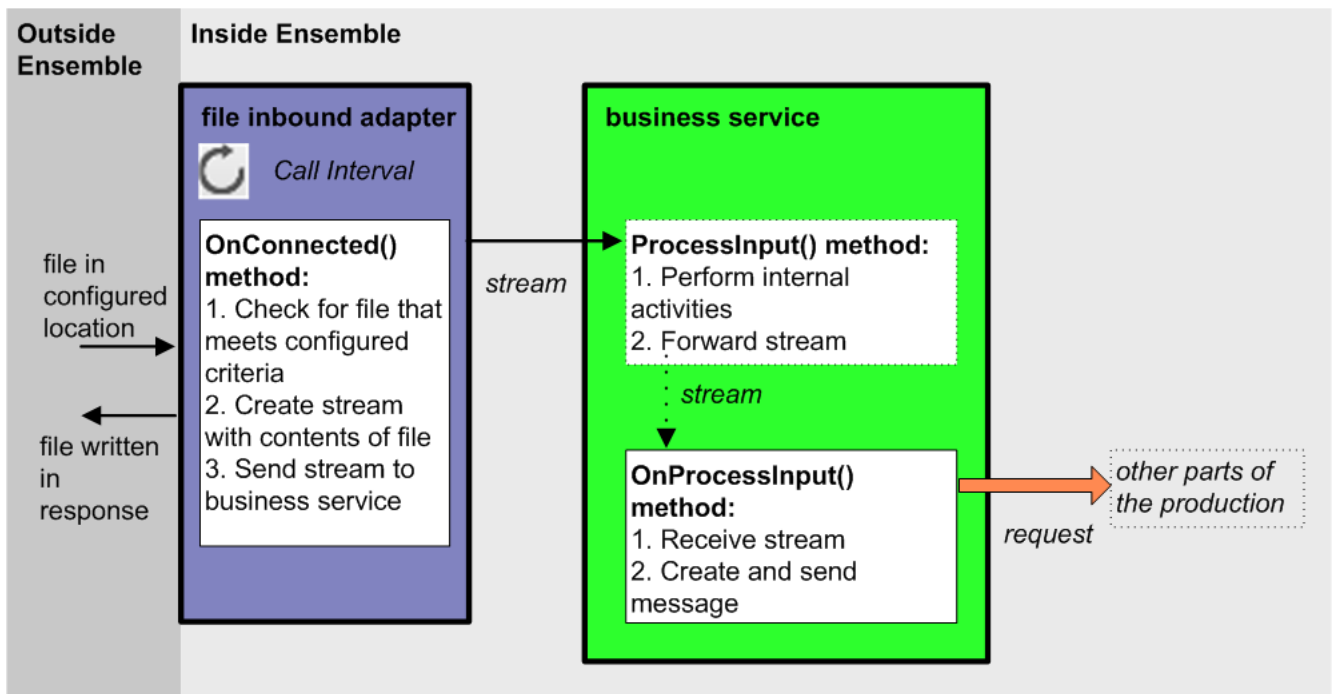 Outside
Ensemble
Inside Ensemble
file inbound adapter
Call Interval
OnConnected()
method:
1. Check for file that
meets configured
criteria
2. Create stream
with contents of file
3. Send stream to
business service
file in
configured
location
file written
in
response
stream
business service
ProcessInput() method:
1. Perform internal
activities
2. Forward stream
stream
OnProcessInput()
method:
1. Receive stream
2. Create and send
message
request
other parts of
the production